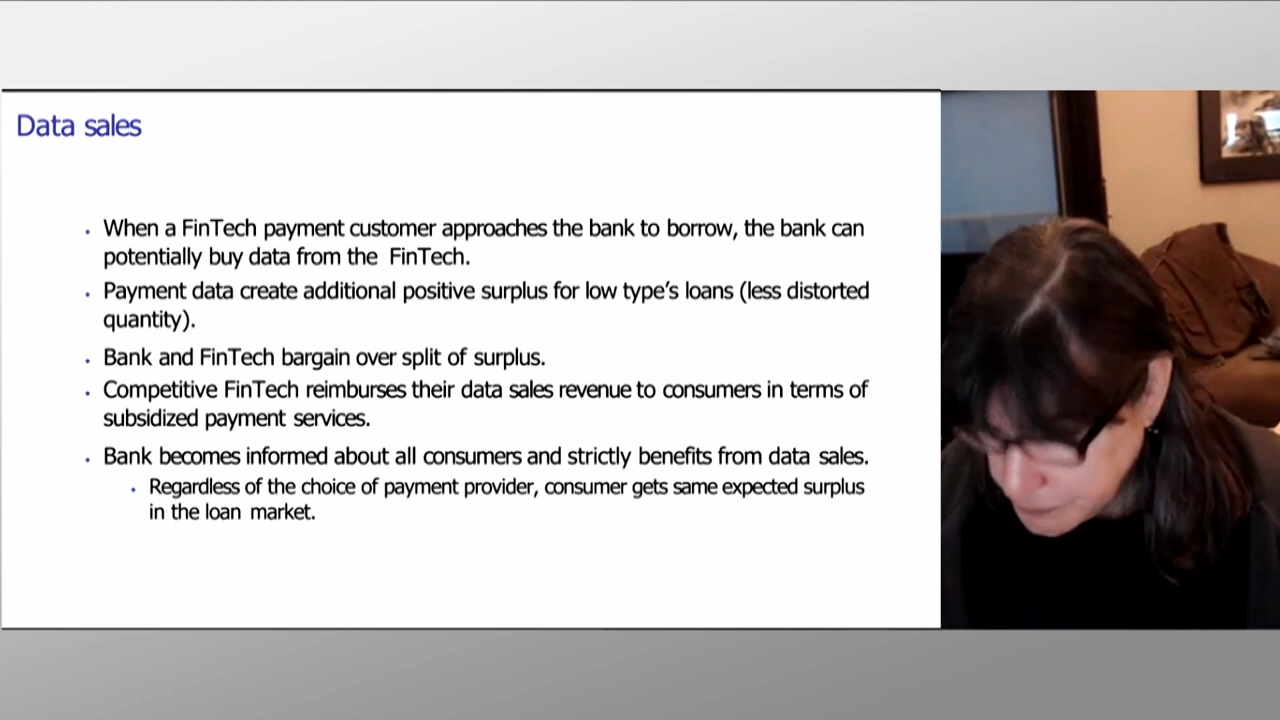 Data sales
When a FinTech payment customer approaches the bank to borrow, the bank can
potentially buy data from the FinTech.
Payment data create additional positive surplus for low type's loans (less distorted
quantity).
Bank and FinTech bargain over split of surplus.
Competitive FinTech reimburses their data sales revenue to consumers in terms of
subsidized payment services.
Bank becomes informed about all consumers and strictly benefits from data sales.
Regardless of the choice of payment provider, consumer gets same expected surplus
in the loan market.